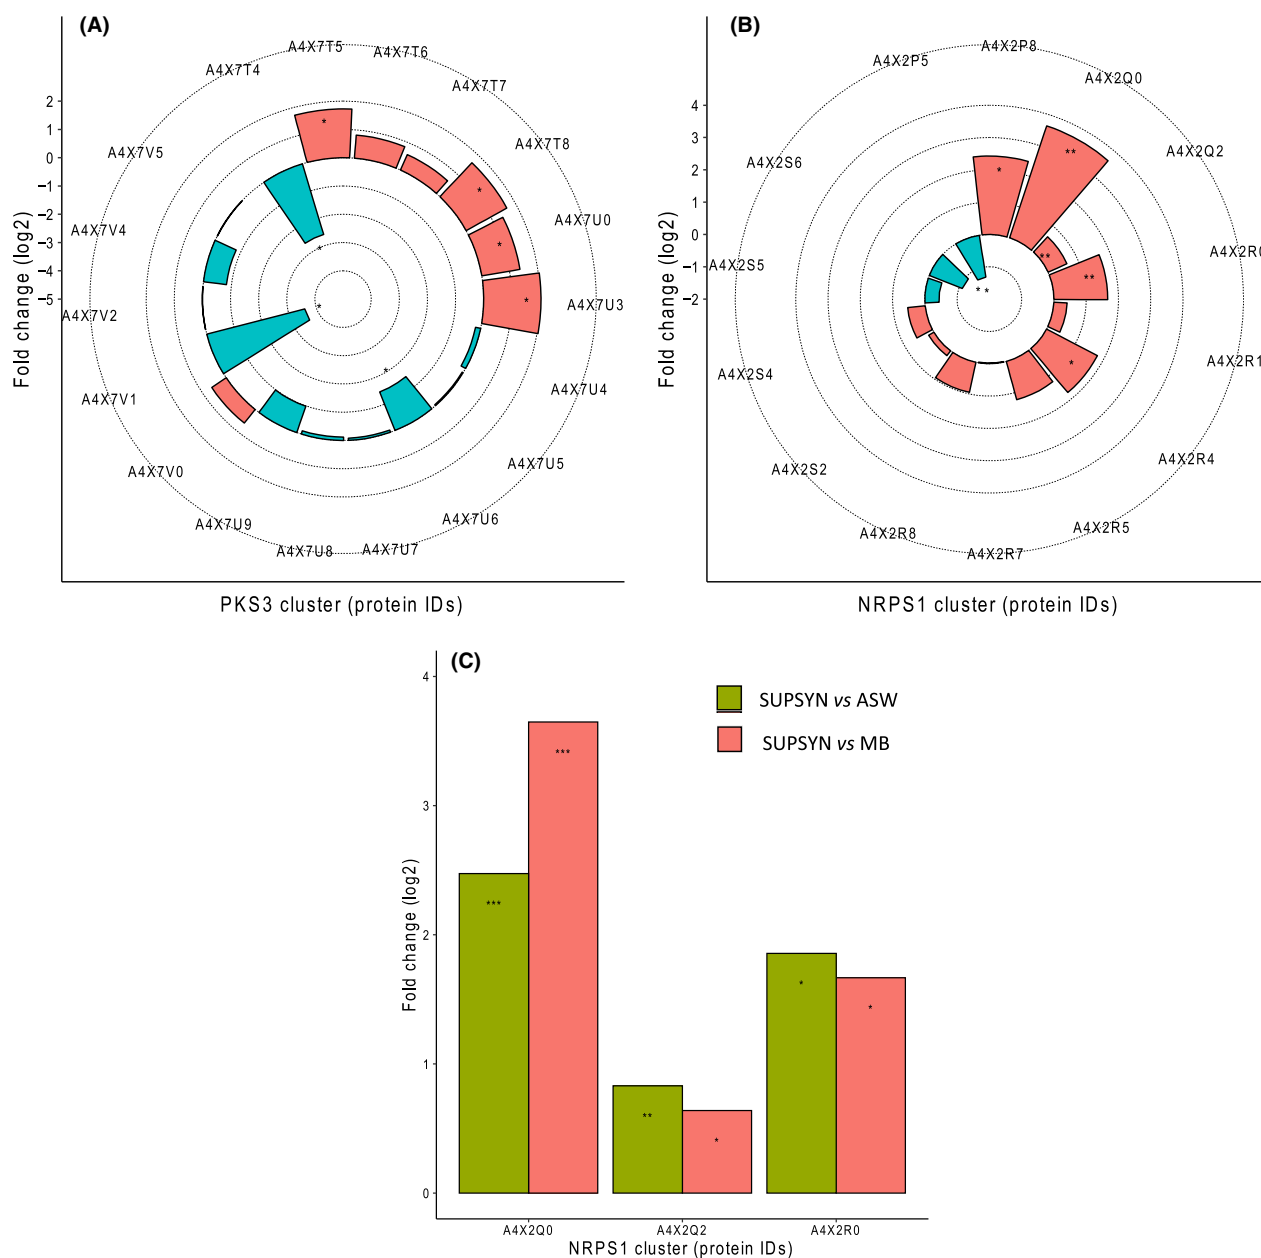 (A)
A4X7T5
A4X7T6
A4X7T4
A4X7T7
A4X7T8
A4X7V5
A4X7U0
A4X7V4
A4X7U3
A4X7V2
A4X7U4
A4X7V1
A4X7U5
A4X7V0
A4X7U6
A4X7U9
A4X7U7
A4X7U8
2
1
0
−1
−2
−3
−4
−5
Fold change (log2)
*
*
*
*
*
*
*
PKS3 cluster (protein IDs)
(B)
A4X2P8
A4X2P5
A4X2Q0
A4X2Q2
A4X2S6
A4X2R0
A4X2S5
A4X2R1
A4X2S4
A4X2R4
A4X2S2
A4X2R5
A4X2R8
A4X2R7
4
3
2
1
0
−1
−2
Fold change (log2)
**
*
**
**
*
*
*
NRPS1 cluster (protein IDs)
(C)
SUPSYN vs ASW
SUPSYN vs MB
4
3
2
1
0
Fold change (log2)
***
***
**
*
*
*
A4X2Q0
A4X2Q2
A4X2R0
NRPS1 cluster (protein IDs)